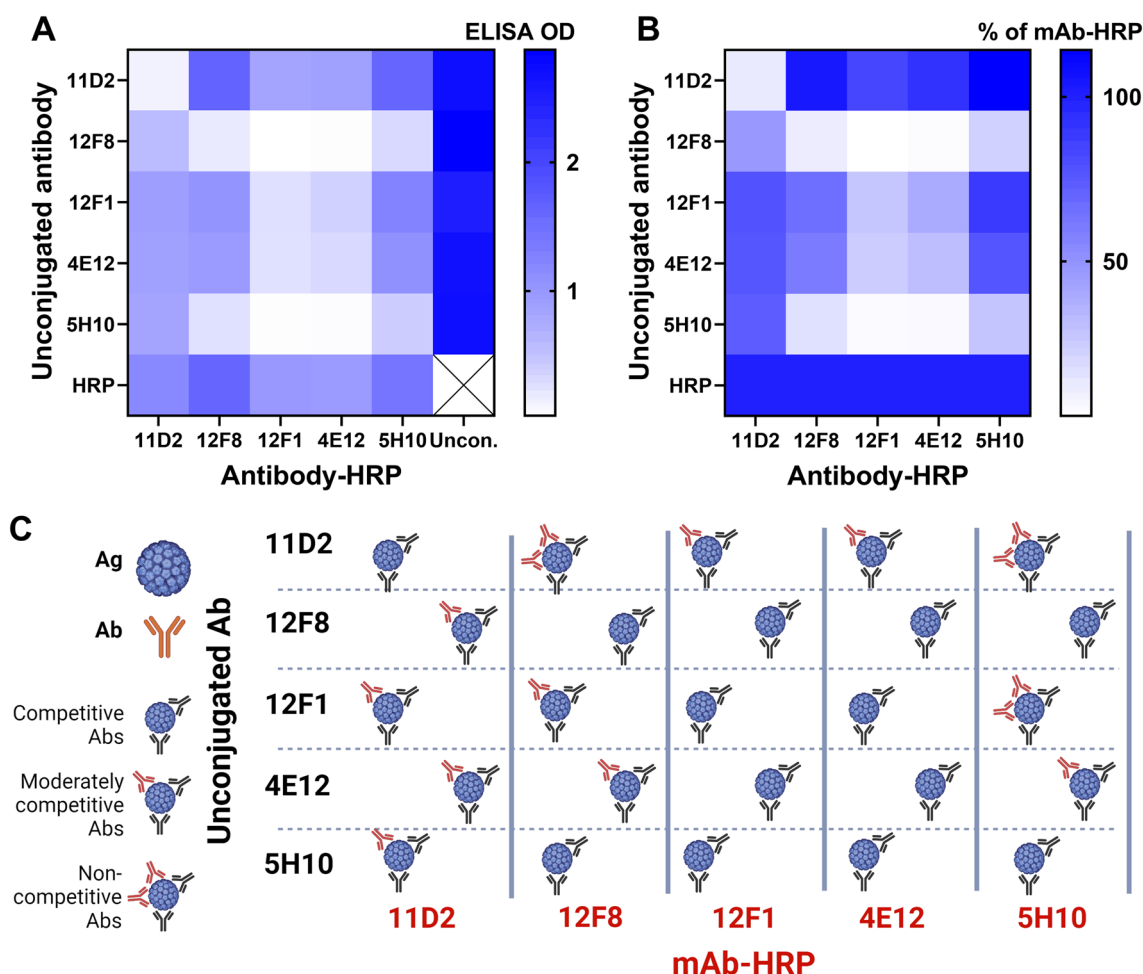 A
ELISA OD
Unconjugated antibody
11D2
12F8
12F1
4E12
5H10
HRP
11D2 12F8 12F1 4E12 5H10 Uncon.
Antibody-HRP
2
1
B
% of mAb-HRP
Unconjugated antibody
11D2
12F8
12F1
4E12
5H10
HRP
11D2 12F8 12F1 4E12 5H10
Antibody-HRP
100
50
C
Ag
Ab
Competitive
Abs
Moderately
competitive
Abs
Non-
competitive
Abs
Unconjugated Ab
11D2
12F8
12F1
4E12
5H10
11D2 12F8 12F1 4E12 5H10
mAb-HRP